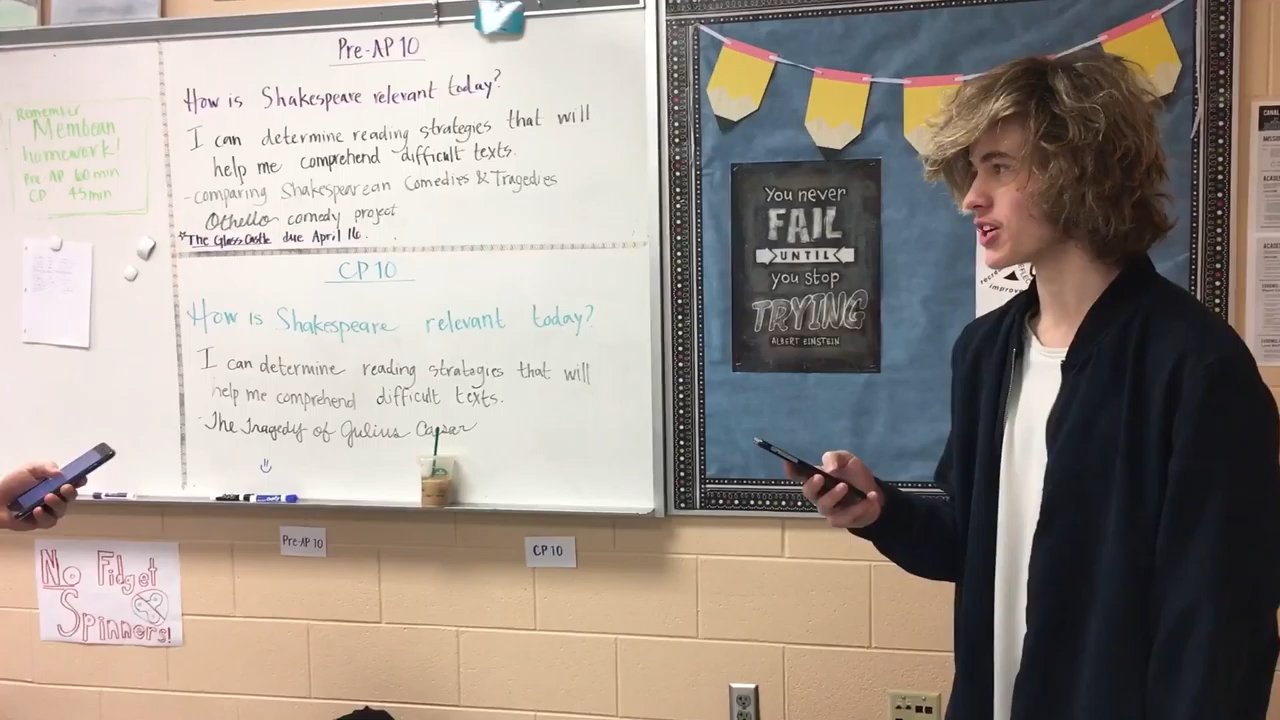 Pre-AP 10
How is Shakespeare relevant today?
I can determine reading strategies that will
help me comprehend difficult texts.
-comparing Shakespearean Comedies & Tragedies
Othello comedy project
*The Glass Castle due April 16.
Remember
Membean
homework!
Pre-AP 60 min
CP 45 min
CP 10
How is Shakespeare relevant today?
I can determine reading strategies that will
help me comprehend difficult texts.
-The Tragedy of Julius Caesar
Pre-AP 10
CP 10
No Fidget
Spinners!
You never
FAIL
UNTIL
you stop
TRYING
ALBERT EINSTEIN
improve
CANAL